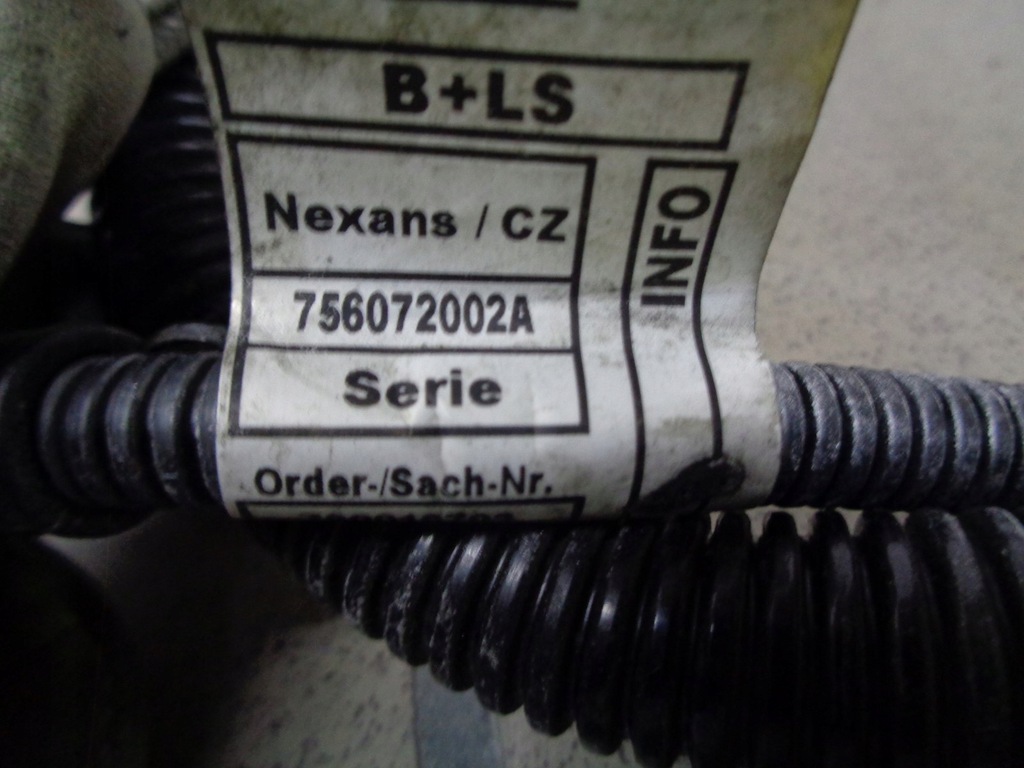 B+LS
Nexans / CZ
INFO
756072002A
Serie
Order-/Sach-Nr.